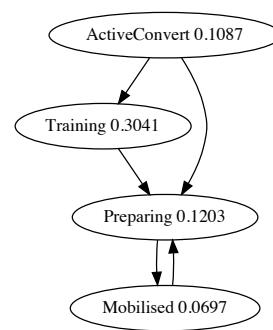 ActiveConvert 0.1087
Training 0.3041
Preparing 0.1203
Mobilised 0.0697